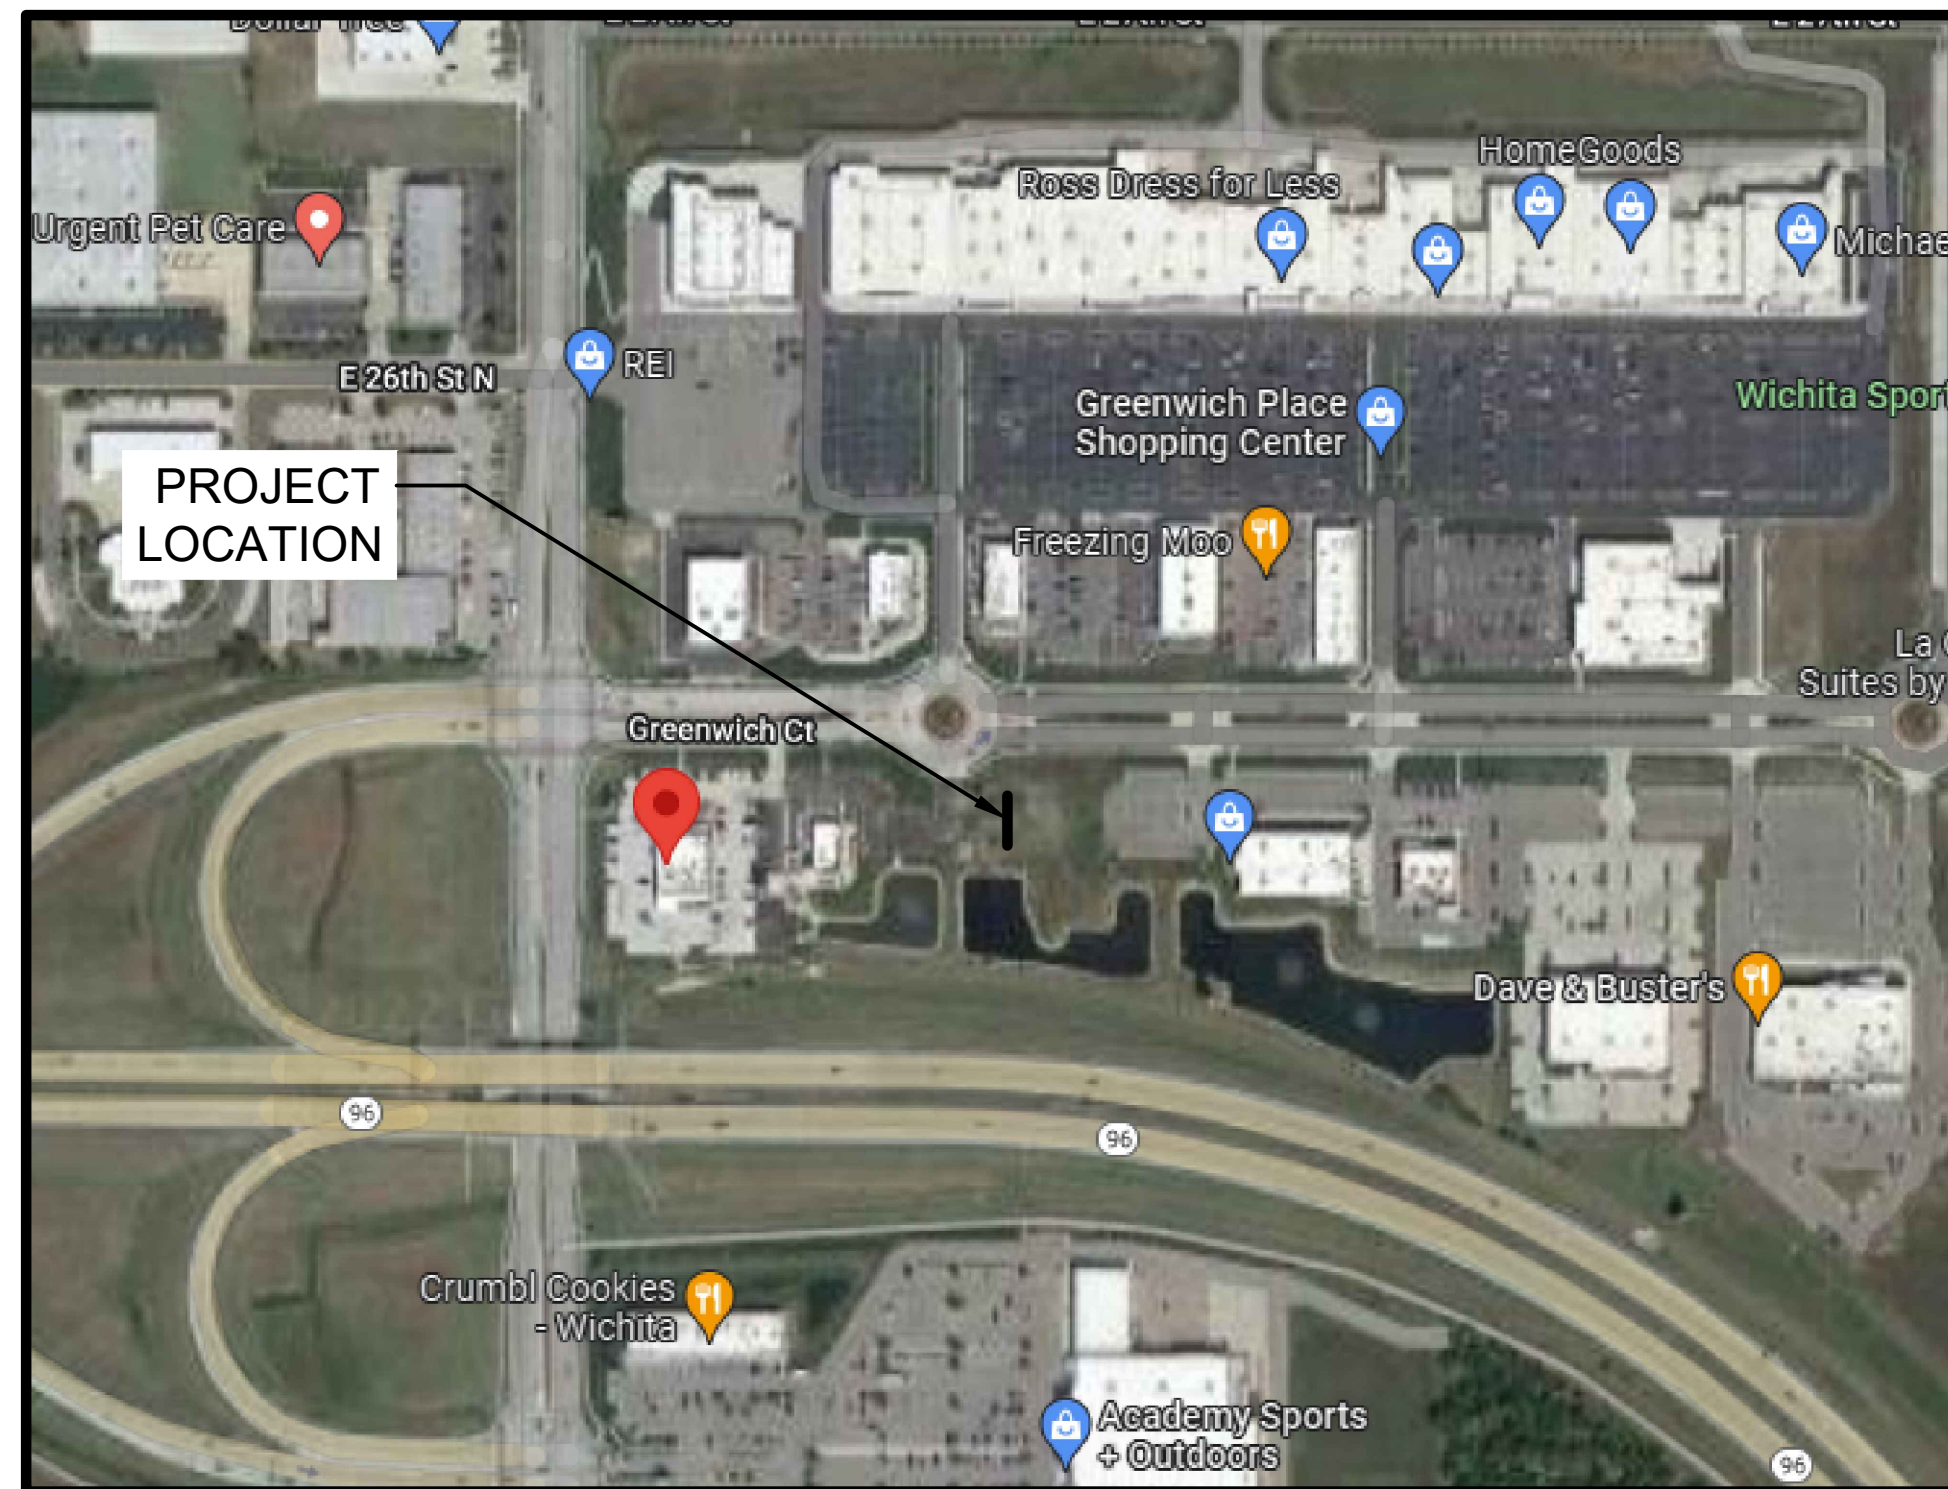 HomeGoods
Ross Dress for Less
Urgent Pet Care
REI
E 26th St N
Greenwich Place
Shopping Center
PROJECT
LOCATION
Freezing Moo
Suites by
Greenwich Ct
Dave & Buster's
96
96
Crumbl Cookies
- Wichita
Academy Sports
+ Outdoors
96